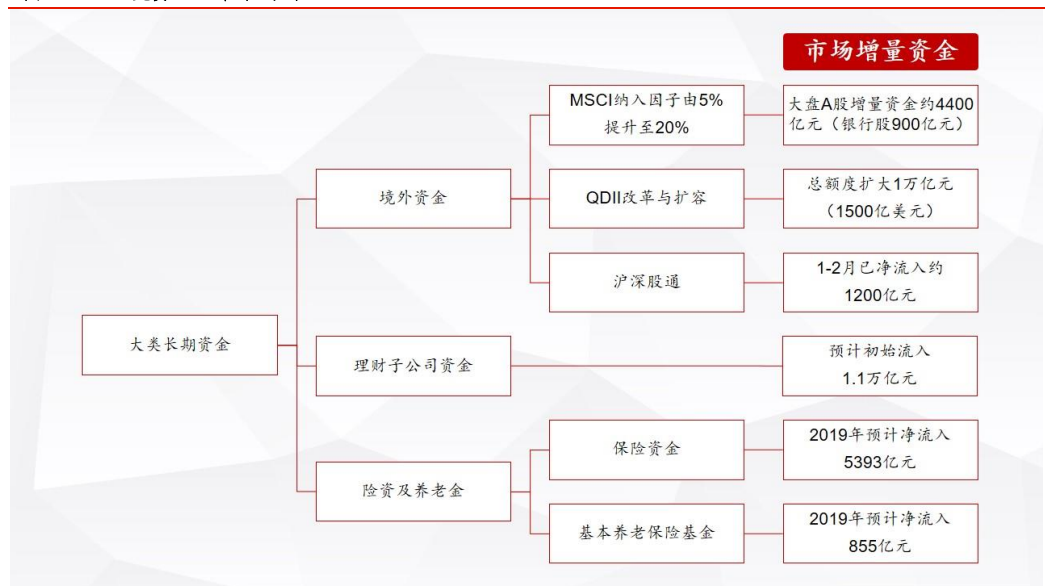 市场增量资金
MSCI纳入因子由5%
提升至20%
大盘A股增量资金约4400
亿元（银行股900亿元）
境外资金
QDII改革与扩容
总额度扩大1万亿元
（1500亿美元）
沪深股通
1-2月已净流入约
1200亿元
大类长期资金
理财子公司资金
预计初始流入
1.1万亿元
保险资金
2019年预计净流入
5393亿元
险资及养老金
基本养老保险基金
2019年预计净流入
855亿元